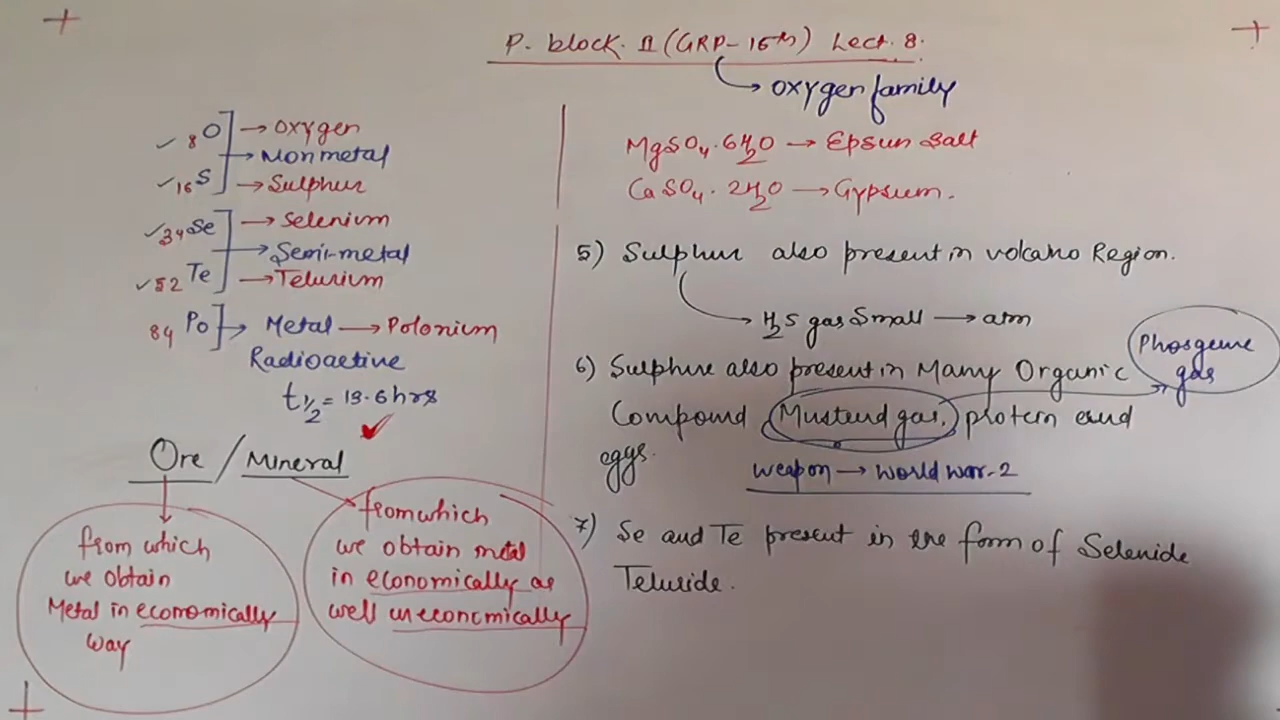 P. block. II (GRP-16th) Lect. 8.
oxygen family
8O → oxygen
→ Nonmetal
16S → Sulphur
34Se → Selenium
→ Semi-metal
52Te → Telurium
84Po → Metal → Polonium
Radioactive
t1/2 = 13.6 hrs
Ore / Mineral
from which
we obtain
Metal in economically
way
from which
we obtain metal
in economically as
well uneconomically
MgSO4.6H2O → Epsun Salt
CaSO4.2H2O → Gypsum.
5) Sulphur also present in volcano Region.
→ H2S gas Small → atm
6) Sulphur also present in Many Organic
Phosgene
gas
Compound, Mustard gas, protein and
eggs.
weapon → world war-2
7) Se and Te present in the form of Selenide
Teluride.